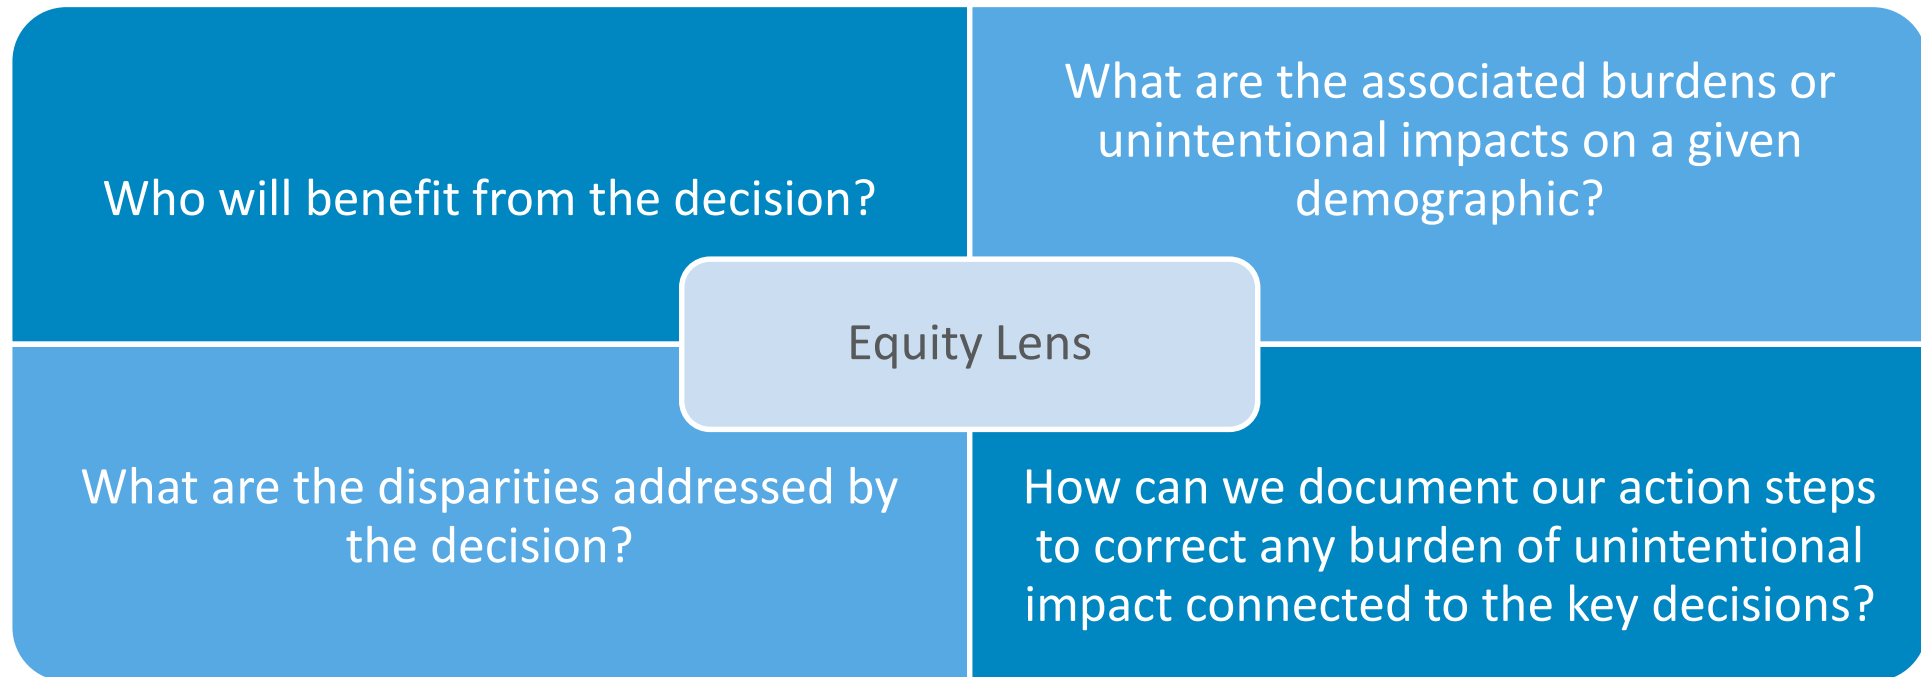 Who will benefit from the decision?
What are the associated burdens or
unintentional impacts on a given
demographic?
Equity Lens
What are the disparities addressed by
the decision?
How can we document our action steps
to correct any burden of unintentional
impact connected to the key decisions?